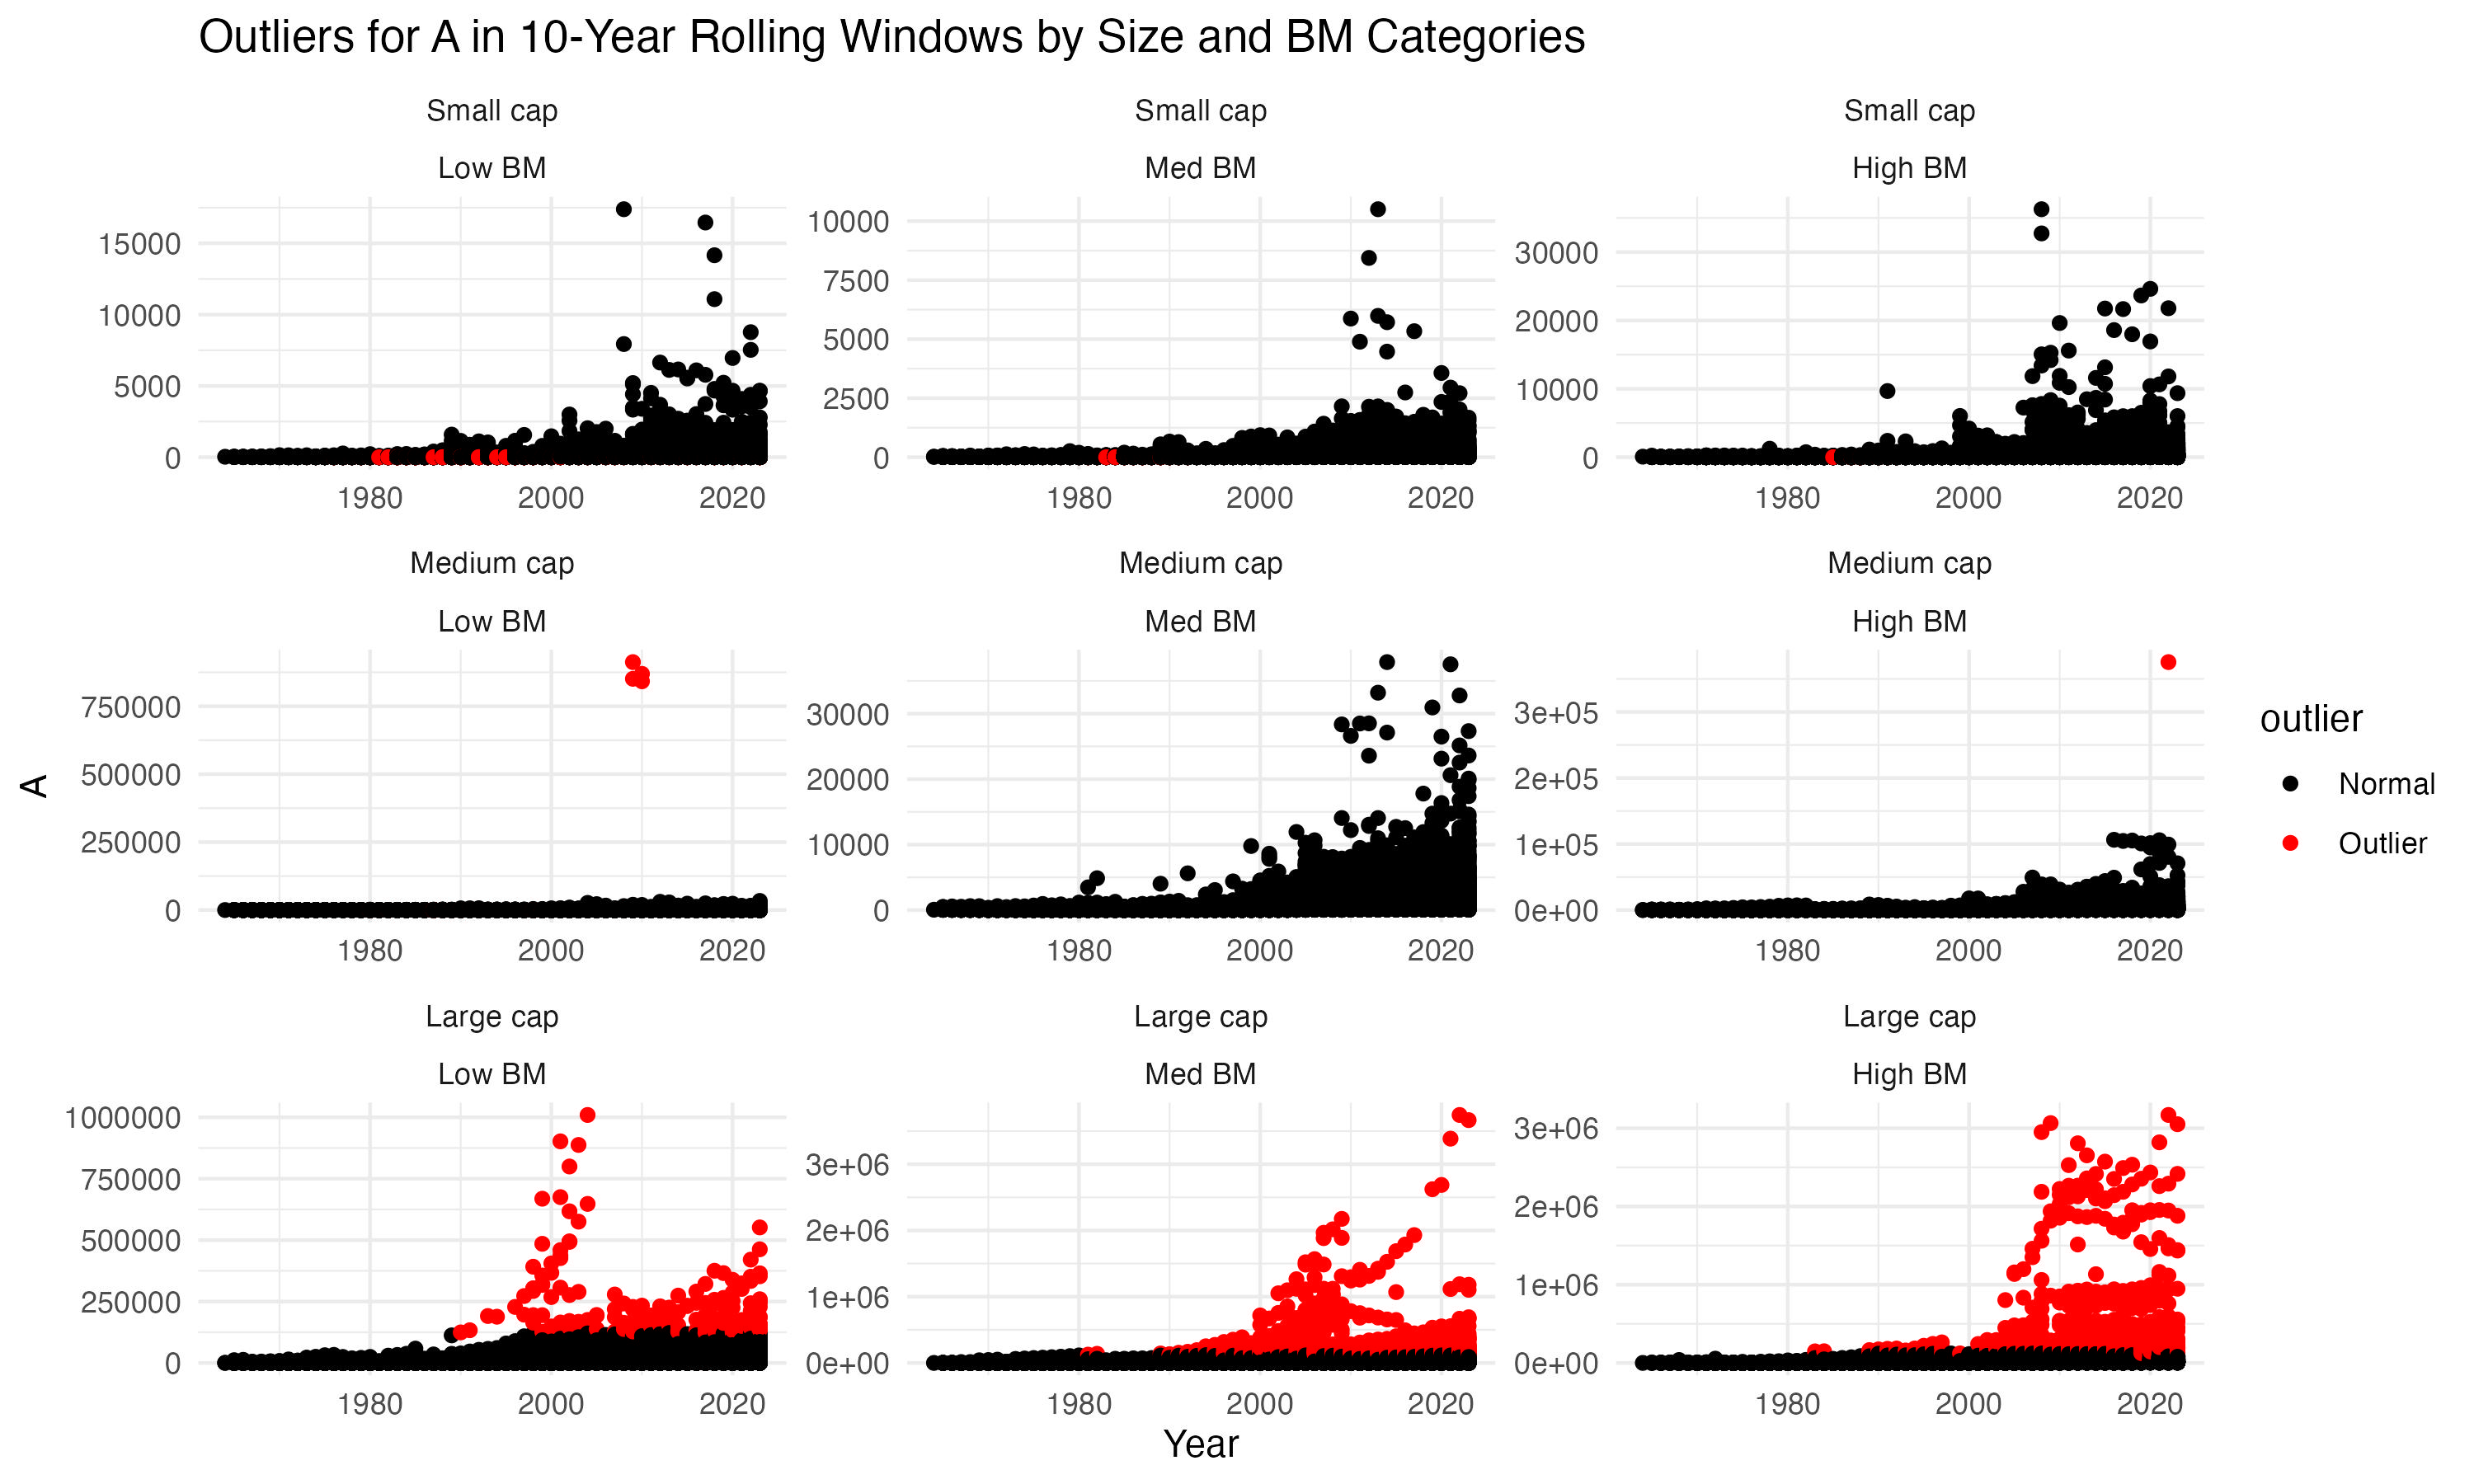 Outliers for A in 10-Year Rolling Windows by Size and BM Categories
Small cap
Low BM
15000
10000
5000
0
1980 2000 2020
Small cap
Med BM
10000
7500
5000
2500
0
1980 2000 2020
Small cap
High BM
30000
20000
10000
0
1980 2000 2020
Medium cap
Low BM
750000
500000
250000
0
1980 2000 2020
Medium cap
Med BM
30000
20000
10000
0
1980 2000 2020
Medium cap
High BM
3e+05
2e+05
1e+05
0e+00
1980 2000 2020
Large cap
Low BM
1000000
750000
500000
250000
0
1980 2000 2020
Large cap
Med BM
3e+06
2e+06
1e+06
0e+00
1980 2000 2020
Large cap
High BM
3e+06
2e+06
1e+06
0e+00
1980 2000 2020
A
Year
outlier
Normal
Outlier